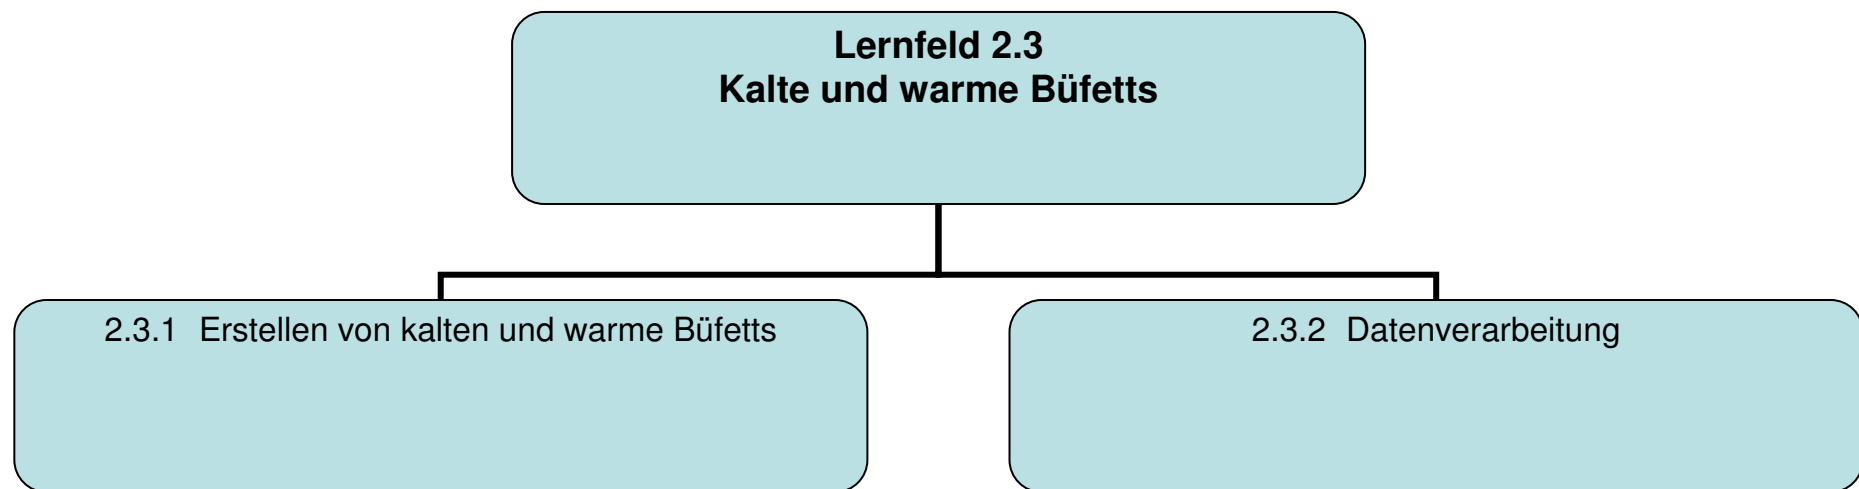 Lernfeld 2.3
Kalte und warme Büfetts
2.3.1 Erstellen von kalten und warme Büfetts
2.3.2 Datenverarbeitung